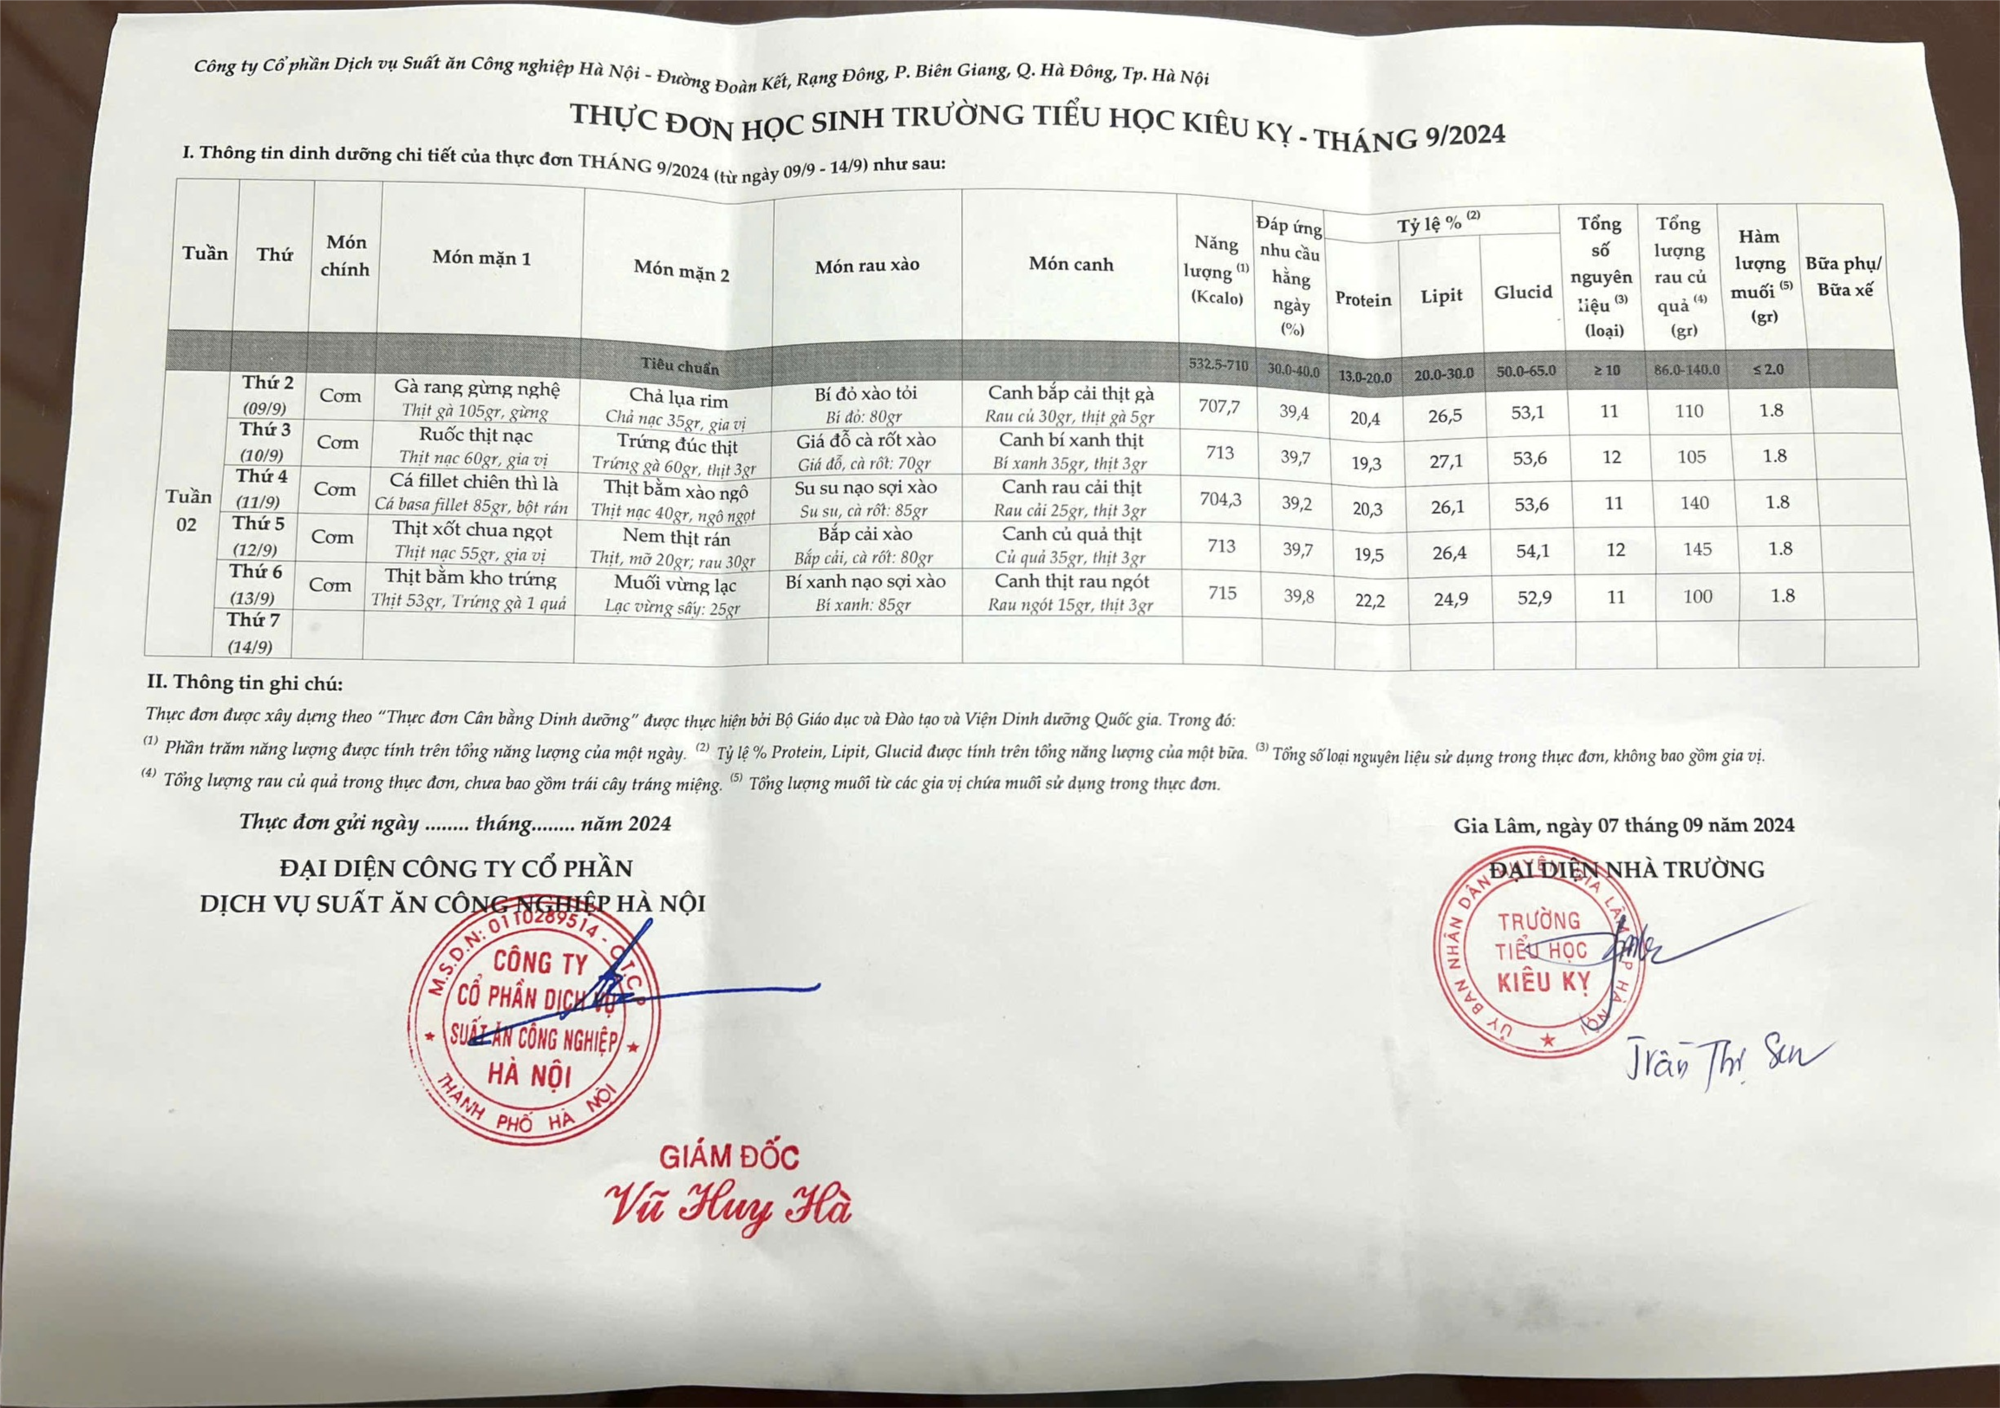 Công ty Cổ phần Dịch vụ Suất ăn Công nghiệp Hà Nội - Đường Đoàn Kết, Rạng Đông, P. Biên Giang, Q. Hà Đông, Tp. Hà Nội
THỰC ĐƠN HỌC SINH TRƯỜNG TIỂU HỌC KIÊU KỴ - THÁNG 9/2024
I. Thông tin dinh dưỡng chi tiết của thực đơn THÁNG 9/2024 (từ ngày 09/9 - 14/9) như sau:
Tuần Thứ Món chính Món mặn 1 Món mặn 2 Món rau xào Món canh Năng lượng (1) (Kcalo) Đáp ứng nhu cầu hằng ngày (%) Tỷ lệ % (2) Protein Lipit Glucid Tổng số nguyên liệu (3) (loại) Tổng lượng rau củ quả (4) (gr) Hàm lượng muối (5) (gr) Bữa phụ/ Bữa xế
Tiêu chuẩn 532.5-710 30.0-40.0 13.0-20.0 20.0-30.0 50.0-65.0 ≥ 10 86.0-140.0 ≤ 2.0
Tuần 02
Thứ 2 Cơm Gà rang gừng nghệ Chả lụa rim Bí đỏ xào tỏi Canh bắp cải thịt gà 707,7 39,4 20,4 26,5 53,1 11 110 1.8
(09/9) Thịt gà 105gr, gừng Chả nạc 35gr, gia vị Bí đỏ: 80gr Rau củ 30gr, thịt gà 5gr
Thứ 3 Cơm Ruốc thịt nạc Trứng đúc thịt Giá đỗ cà rốt xào Canh bí xanh thịt 713 39,7 19,3 27,1 53,6 12 105 1.8
(10/9) Thịt nạc 60gr, gia vị Trứng gà 60gr, thịt 3gr Giá đỗ, cà rốt: 70gr Bí xanh 35gr, thịt 3gr
Thứ 4 Cơm Cá fillet chiên thì là Thịt bằm xào ngô Su su nạo sợi xào Canh rau cải thịt 704,3 39,2 20,3 26,1 53,6 11 140 1.8
(11/9) Cá basa fillet 85gr, bột rán Thịt nạc 40gr, ngô ngọt Su su, cà rốt: 85gr Rau cải 25gr, thịt 3gr
Thứ 5 Cơm Thịt xốt chua ngọt Nem thịt rán Bắp cải xào Canh củ quả thịt 713 39,7 19,5 26,4 54,1 12 145 1.8
(12/9) Thịt nạc 55gr, gia vị Thịt, mỡ 20gr; rau 30gr Bắp cải, cà rốt: 80gr Củ quả 35gr, thịt 3gr
Thứ 6 Cơm Thịt bằm kho trứng Muối vừng lạc Bí xanh nạo sợi xào Canh thịt rau ngót 715 39,8 22,2 24,9 52,9 11 100 1.8
(13/9) Thịt 53gr, Trứng gà 1 quả Lạc vừng sấy: 25gr Bí xanh: 85gr Rau ngót 15gr, thịt 3gr
Thứ 7
(14/9)
II. Thông tin ghi chú:
Thực đơn được xây dựng theo “Thực đơn Cân bằng Dinh dưỡng” được thực hiện bởi Bộ Giáo dục và Đào tạo và Viện Dinh dưỡng Quốc gia. Trong đó:
(1) Phần trăm năng lượng được tính trên tổng năng lượng của một ngày. (2) Tỷ lệ % Protein, Lipit, Glucid được tính trên tổng năng lượng của một bữa. (3) Tổng số loại nguyên liệu sử dụng trong thực đơn, không bao gồm gia vị.
(4) Tổng lượng rau củ quả trong thực đơn, chưa bao gồm trái cây tráng miệng. (5) Tổng lượng muối từ các gia vị chứa muối sử dụng trong thực đơn.
Thực đơn gửi ngày ........ tháng........ năm 2024
ĐẠI DIỆN CÔNG TY CỔ PHẦN
DỊCH VỤ SUẤT ĂN CÔNG NGHIỆP HÀ NỘI
M.S.D.N: 0110289514 - C.T.C.P
CÔNG TY
CỔ PHẦN DỊCH VỤ
SUẤT ĂN CÔNG NGHIỆP
HÀ NỘI
THÀNH PHỐ HÀ NỘI
GIÁM ĐỐC
Vũ Huy Hà
Gia Lâm, ngày 07 tháng 09 năm 2024
ĐẠI DIỆN NHÀ TRƯỜNG
ỦY BAN NHÂN DÂN HUYỆN GIA LÂM TP HÀ NỘI
TRƯỜNG
TIỂU HỌC
KIÊU KỴ
Trần Thị Sen